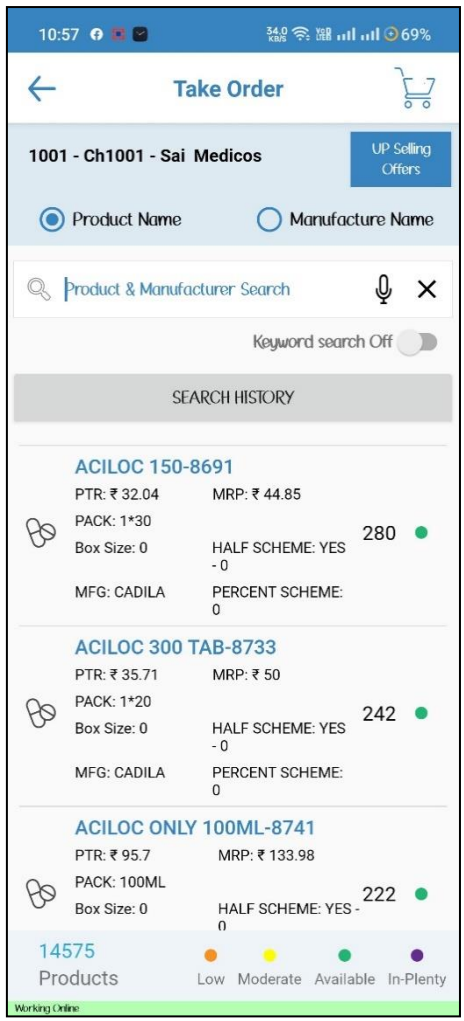 10:57 34.0 KB/S 69%
Take Order
1001 - Ch1001 - Sai Medicos
UP Selling
Offers
Product Name Manufacture Name
Product & Manufacturer Search
Keyword search Off
SEARCH HISTORY
ACILOC 150-8691
PTR: ₹ 32.04 MRP: ₹ 44.85
PACK: 1*30
280
Box Size: 0 HALF SCHEME: YES
- 0
MFG: CADILA PERCENT SCHEME:
0
ACILOC 300 TAB-8733
PTR: ₹ 35.71 MRP: ₹ 50
PACK: 1*20
242
Box Size: 0 HALF SCHEME: YES
- 0
MFG: CADILA PERCENT SCHEME:
0
ACILOC ONLY 100ML-8741
PTR: ₹ 95.7 MRP: ₹ 133.98
PACK: 100ML
222
Box Size: 0 HALF SCHEME: YES -
0
14575
Products
Low Moderate Available In-Plenty
Working Online